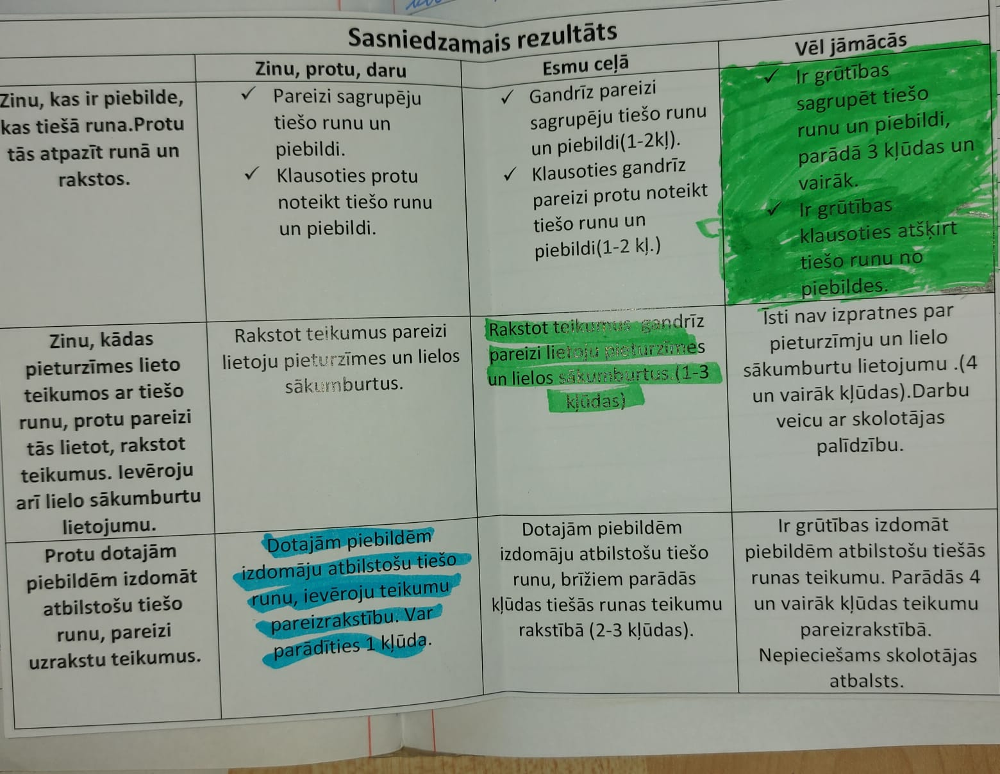 Sasniedzamais rezultāts
Zinu, protu, daru
Esmu ceļā
Vēl jāmācās
Zinu, kas ir piebilde,
kas tiešā runa.Protu
tās atpazīt runā un
rakstos.
✓ Pareizi sagrupēju
tiešo runu un
piebildi.
✓ Klausoties protu
noteikt tiešo runu
un piebildi.
✓ Gandrīz pareizi
sagrupēju tiešo runu
un piebildi(1-2kļ).
✓ Klausoties gandrīz
pareizi protu noteikt
tiešo runu un
piebildi(1-2 kļ.)
✓ Ir grūtības
sagrupēt tiešo
runu un piebildi,
parādā 3 kļūdas un
vairāk.
✓ Ir grūtības
klausoties atšķirt
tiešo runu no
piebildes.
Zinu, kādas
pieturzīmes lieto
teikumos ar tiešo
runu, protu pareizi
tās lietot, rakstot
teikumus. Ievēroju
arī lielo sākumburtu
lietojumu.
Rakstot teikumus pareizi
lietoju pieturzīmes un lielos
sākumburtus.
Rakstot teikumus gandrīz
pareizi lietoju pieturzīmes
un lielos sākumburtus.(1-3
kļūdas)
Īsti nav izpratnes par
pieturzīmju un lielo
sākumburtu lietojumu .(4
un vairāk kļūdas).Darbu
veicu ar skolotājas
palīdzību.
Protu dotajām
piebildēm izdomāt
atbilstošu tiešo
runu, pareizi
uzrakstu teikumus.
Dotajām piebildēm
izdomāju atbilstošu tiešo
runu, ievēroju teikumu
pareizrakstību. Var
parādīties 1 kļūda.
Dotajām piebildēm
izdomāju atbilstošu tiešo
runu, brīžiem parādās
kļūdas tiešās runas teikumu
rakstībā (2-3 kļūdas).
Ir grūtības izdomāt
piebildēm atbilstošu tiešās
runas teikumu. Parādās 4
un vairāk kļūdas teikumu
pareizrakstībā.
Nepieciešams skolotājas
atbalsts.